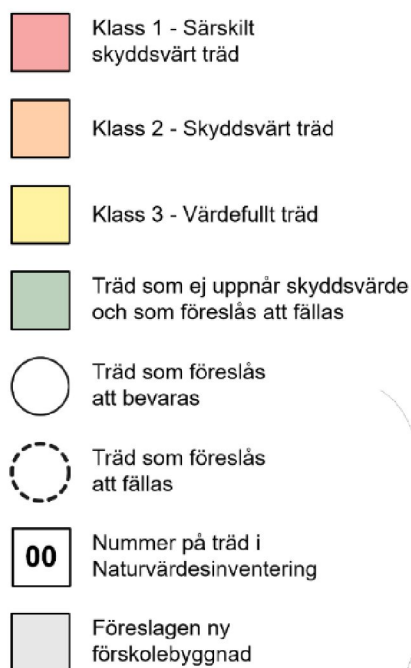 Klass 1 - Särskilt
skyddsvärt träd
Klass 2 - Skyddsvärt träd
Klass 3 - Värdefullt träd
Träd som ej uppnår skyddsvärde
och som föreslås att fällas
Träd som föreslås
att bevaras
Träd som föreslås
att fällas
00
Nummer på träd i
Naturvärdesinventering
Föreslagen ny
förskolebyggnad